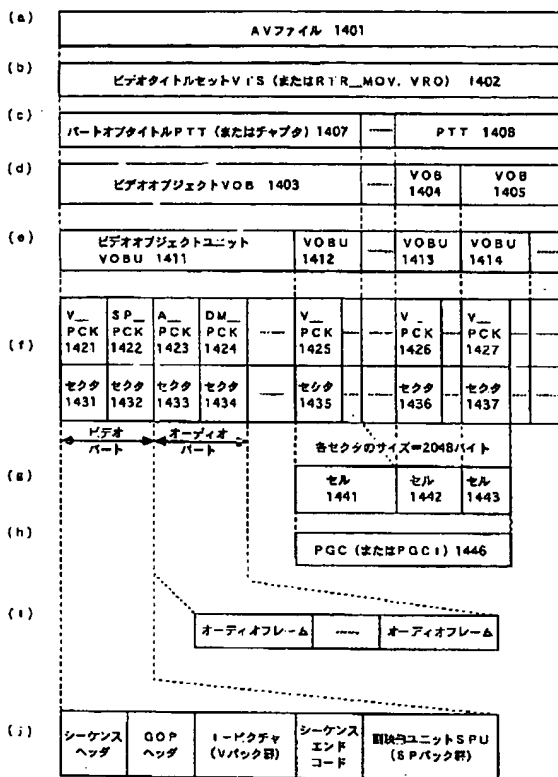 (a)
AVファイル 1401
(b)
ビデオタイトルセットVTS (またはRTR__MOV. VRO) 1402
(c)
パートオブタイトルPTT (またはチャプタ) 1407
PTT 1408
(d)
ビデオオブジェクトVOB 1403
VOB
1404
VOB
1405
(e)
ビデオオブジェクトユニット
VOBU 1411
VOBU
1412
VOBU
1413
VOBU
1414
(f)
V__
PCK
1421
SP__
PCK
1422
A__
PCK
1423
DM__
PCK
1424
V__
PCK
1425
V_
PCK
1426
V__
PCK
1427
セクタ
1431
セクタ
1432
セクタ
1433
セクタ
1434
セクタ
1435
セクタ
1436
セクタ
1437
ビデオ
パート
オーディオ
パート
各セクタのサイズ=2048バイト
(g)
セル
1441
セル
1442
セル
1443
(h)
PGC (またはPGCI) 1446
(i)
オーディオフレーム
オーディオフレーム
(j)
シーケンス
ヘッダ
GOP
ヘッダ
I-ピクチャ
(Vパック群)
シーケンス
エンド
コード
副映像ユニットSPU
(SPパック群)